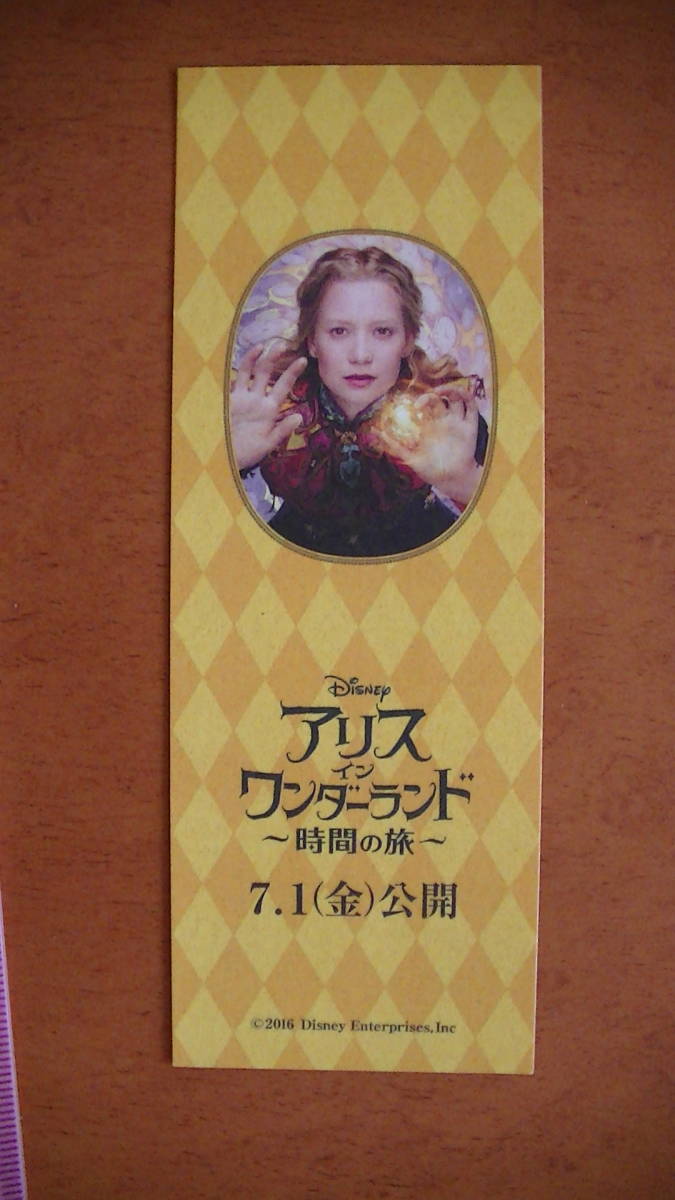 Disney
アリス
イン
ワンダーランド
～時間の旅～
7.1(金)公開
©2016 Disney Enterprises,Inc